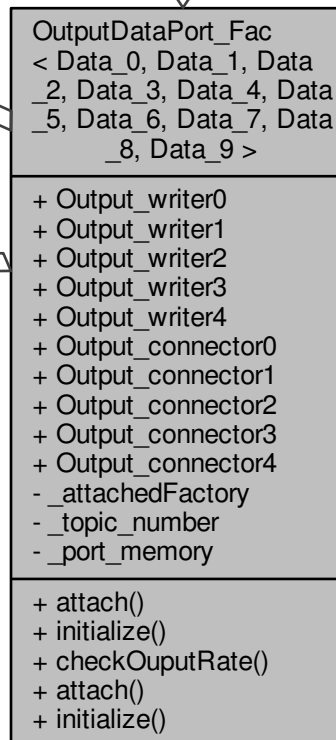 OutputDataPort_Fac
< Data_0, Data_1, Data
_2, Data_3, Data_4, Data
_5, Data_6, Data_7, Data
_8, Data_9 >
+ Output_writer0
+ Output_writer1
+ Output_writer2
+ Output_writer3
+ Output_writer4
+ Output_connector0
+ Output_connector1
+ Output_connector2
+ Output_connector3
+ Output_connector4
- _attachedFactory
- _topic_number
- _port_memory
+ attach()
+ initialize()
+ checkOuputRate()
+ attach()
+ initialize()